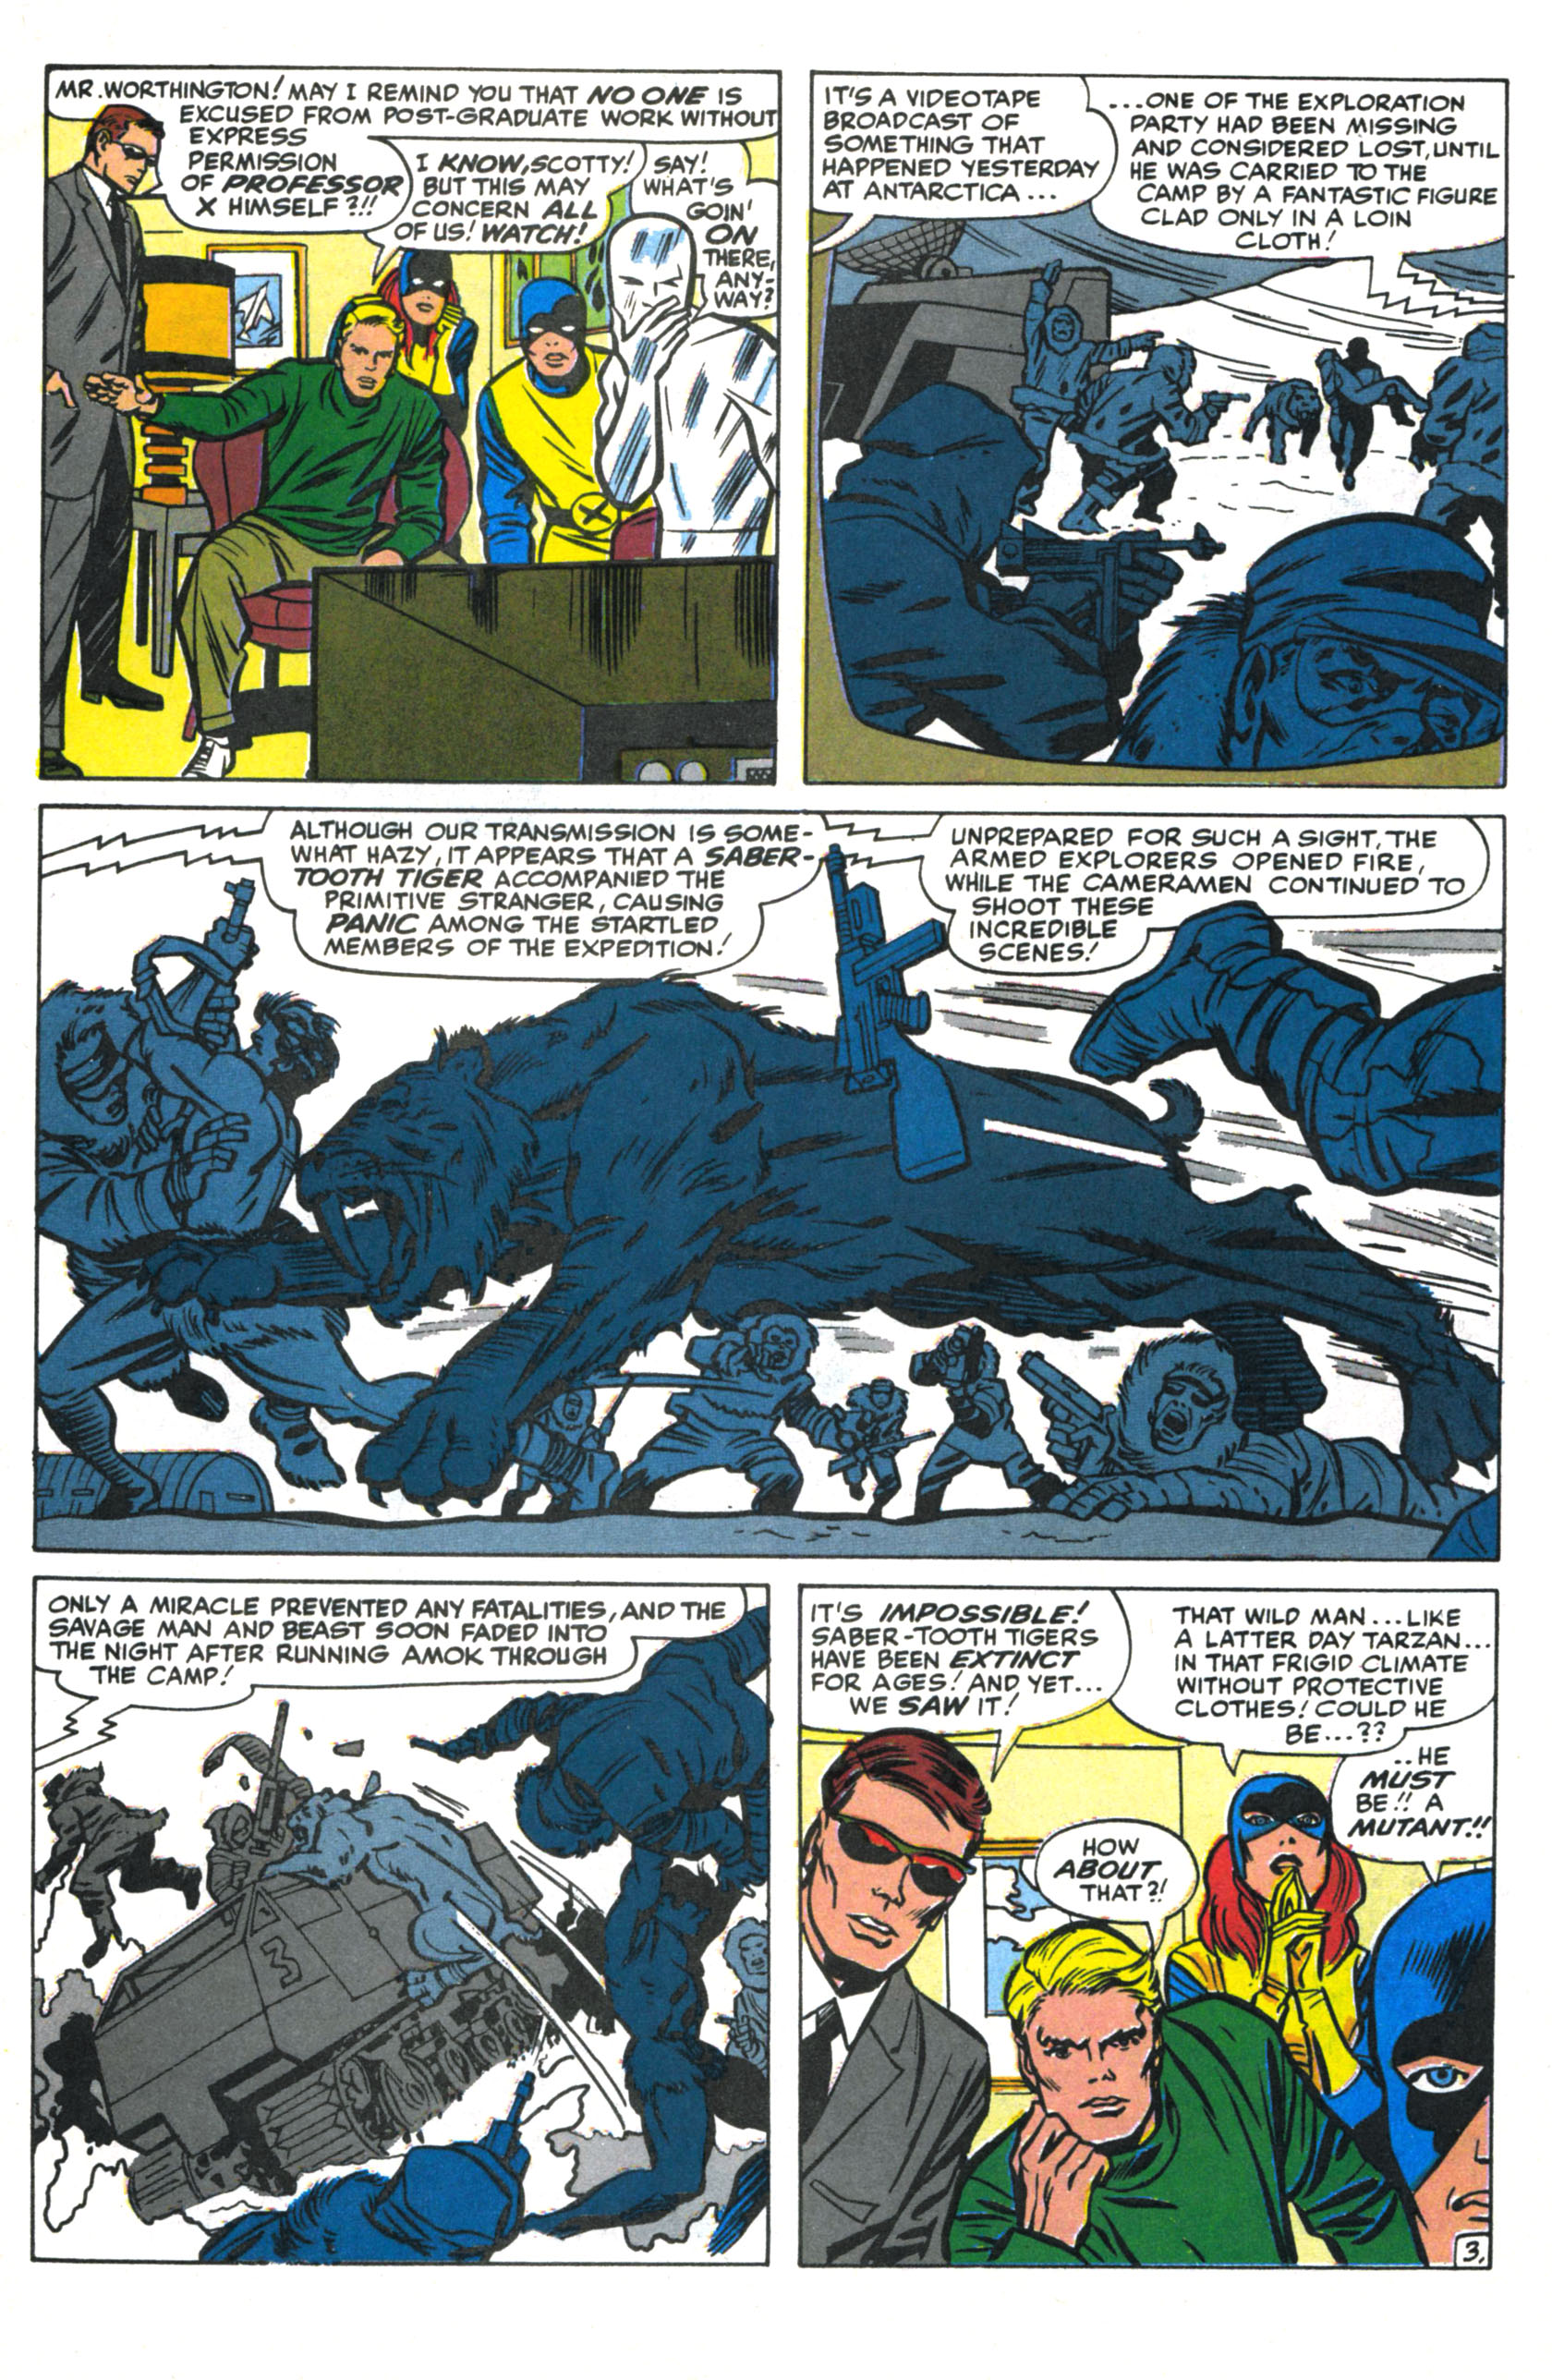 MR. WORTHINGTON! MAY I REMIND YOU THAT NO ONE IS
EXCUSED FROM POST-GRADUATE WORK WITHOUT
EXPRESS
PERMISSION
OF PROFESSOR
X HIMSELF?!!
I KNOW, SCOTTY!
BUT THIS MAY
CONCERN ALL
OF US! WATCH!
SAY!
WHAT'S
GOIN'
ON
THERE,
ANY-
WAY?
IT'S A VIDEOTAPE
BROADCAST OF
SOMETHING THAT
HAPPENED YESTERDAY
AT ANTARCTICA...
...ONE OF THE EXPLORATION
PARTY HAD BEEN MISSING
AND CONSIDERED LOST, UNTIL
HE WAS CARRIED TO THE
CAMP BY A FANTASTIC FIGURE
CLAD ONLY IN A LOIN
CLOTH!
ALTHOUGH OUR TRANSMISSION IS SOME-
WHAT HAZY, IT APPEARS THAT A SABER-
TOOTH TIGER ACCOMPANIED THE
PRIMITIVE STRANGER, CAUSING
PANIC AMONG THE STARTLED
MEMBERS OF THE EXPEDITION!
UNPREPARED FOR SUCH A SIGHT, THE
ARMED EXPLORERS OPENED FIRE,
WHILE THE CAMERAMEN CONTINUED TO
SHOOT THESE
INCREDIBLE
SCENES!
ONLY A MIRACLE PREVENTED ANY FATALITIES, AND THE
SAVAGE MAN AND BEAST SOON FADED INTO
THE NIGHT AFTER RUNNING AMOK THROUGH
THE CAMP!
3
IT'S IMPOSSIBLE!
SABER-TOOTH TIGERS
HAVE BEEN EXTINCT
FOR AGES! AND YET...
WE SAW IT!
THAT WILD MAN...LIKE
A LATTER DAY TARZAN...
IN THAT FRIGID CLIMATE
WITHOUT PROTECTIVE
CLOTHES! COULD HE
BE...??
HOW
ABOUT
THAT?!
..HE
MUST
BE!! A
MUTANT!!
3.